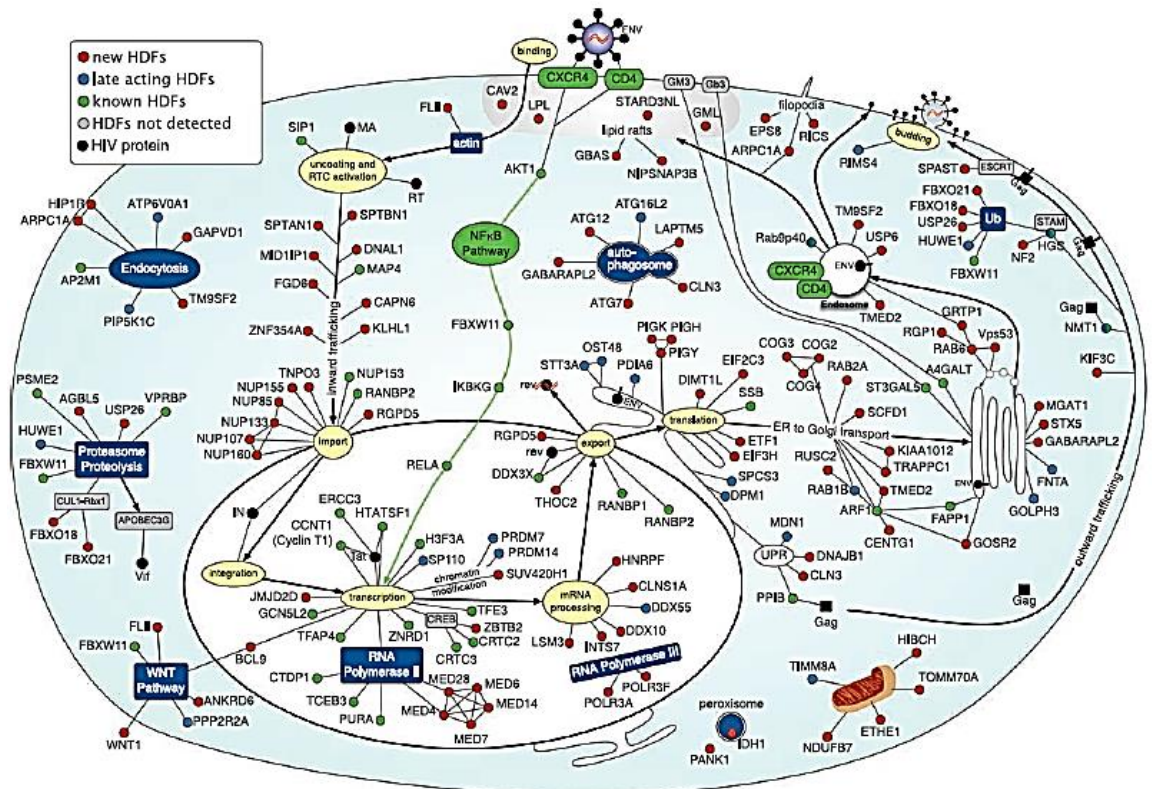 new HDFs
late acting HDFs
known HDFs
HDFs not detected
HIV protein
ENV
binding
CXCR4
CD4
GM3
Gb3
CAV2
LPL
STARD3NL
GML
lipid rafts
GBAS
NIPSNAP3B
filopodia
EPS8
RICS
ARPC1A
budding
RIMS4
SPAST
ESCRT
Gag
FBXO21
FBXO18
USP26
HUWE1
FBXW11
Ub
STAM
HGS
NF2
Gag
SIP1
MA
uncoating and
RTC activation
RT
actin
AKT1
HIP1R
ARPC1A
ATP6V0A1
GAPVD1
Endocytosis
AP2M1
PIP5K1C
TM9SF2
SPTAN1
SPTBN1
MID1IP1
DNAL1
MAP4
FGD6
CAPN6
ZNF354A
KLHL1
inward trafficking
NFκB
Pathway
FBXW11
IKBKG
RELA
ATG12
ATG16L2
LAPTM5
auto-
phagosome
GABARAPL2
CLN3
ATG7
Rab9p40
TM9SF2
USP6
ENV
CXCR4
CD4
Endosome
TMED2
GRTP1
RGP1
RAB6
Vps53
Gag
NMT1
KIF3C
PSME2
AGBL5
USP26
VPRBP
HUWE1
FBXW11
Proteasome
Proteolysis
CUL1-Rbx1
APOBEC3G
FBXO18
FBXO21
Vif
TNPO3
NUP155
NUP85
NUP133
NUP107
NUP160
NUP153
RANBP2
RGPD5
import
OST48
STT3A
PDIA6
PIGK
PIGH
PIGY
rev
ENV
DIMT1L
EIF2C3
SSB
translation
ETF1
EIF3H
SPCS3
DPM1
COG3
COG2
COG4
RAB2A
SCFD1
ER to Golgi transport
RUSC2
KIAA1012
TRAPPC1
RAB1B
TMED2
ARF1
CENTG1
ST3GAL5
A4GALT
MGAT1
STX5
GABARAPL2
FNTA
GOLPH3
ENV
FAPP1
GOSR2
outward trafficking
RGPD5
rev
DDX3X
export
THOC2
RANBP1
RANBP2
IN
integration
ERCC3
CCNT1
(Cyclin T1)
HTATSF1
Tat
H3F3A
SP110
PRDM7
PRDM14
chromatin
modification
SUV420H1
JMJD2D
GCN5L2
transcription
TFAP4
TFE3
CREB
ZBTB2
CRTC2
ZNRD1
CRTC3
mRNA
processing
HNRPF
CLNS1A
DDX55
DDX10
INTS7
LSM3
RNA Polymerase III
POLR3F
POLR3A
BCL9
CTDP1
TCEB3
PURA
MED28
MED6
MED14
MED4
MED7
FBXW11
WNT
Pathway
ANKRD6
PPP2R2A
WNT1
MDN1
UPR
DNAJB1
CLN3
PPIB
Gag
Gag
peroxisome
IDH1
PANK1
HIBCH
TIMM8A
TOMM70A
ETHE1
NDUFB7